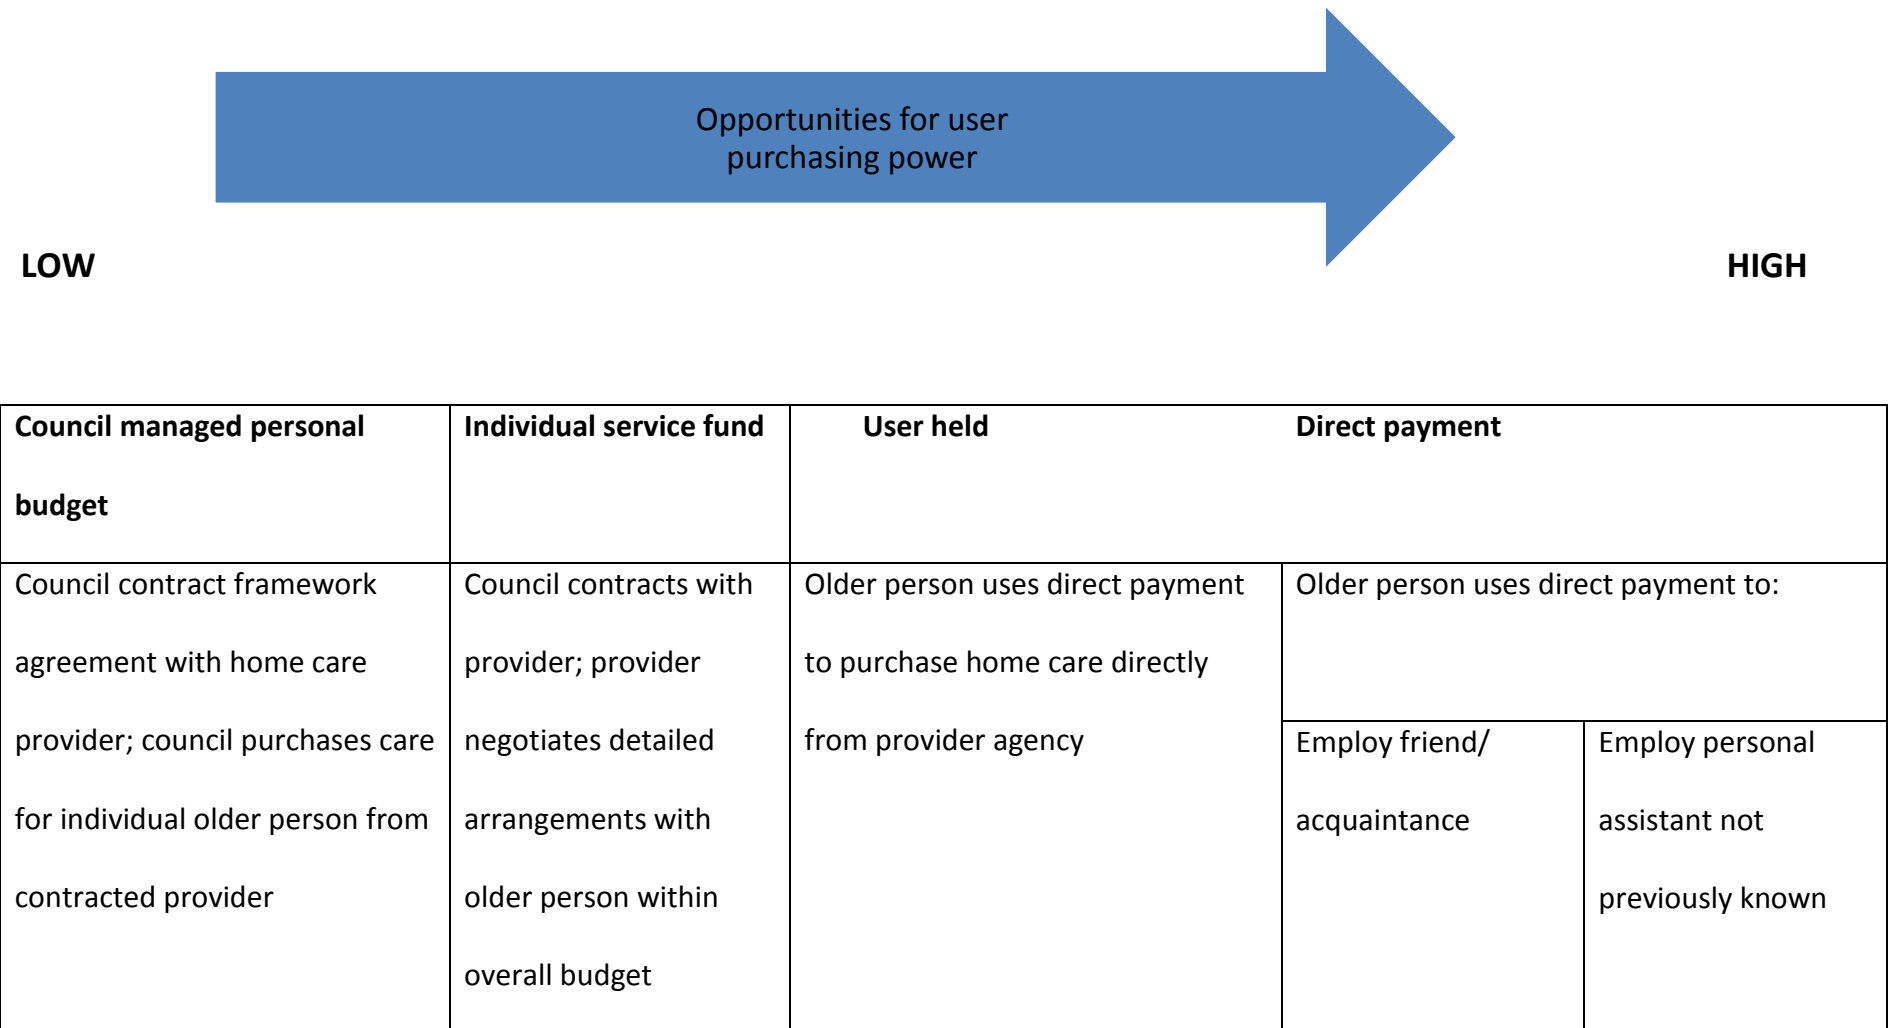 Opportunities for user
purchasing power
LOW
HIGH
Council managed personal
budget
Individual service fund
User held
Direct payment
Council contract framework
agreement with home care
provider; council purchases care
for individual older person from
contracted provider
Council contracts with
provider; provider
negotiates detailed
arrangements with
older person within
overall budget
Older person uses direct payment
to purchase home care directly
from provider agency
Older person uses direct payment to:
Employ friend/
acquaintance
Employ personal
assistant not
previously known